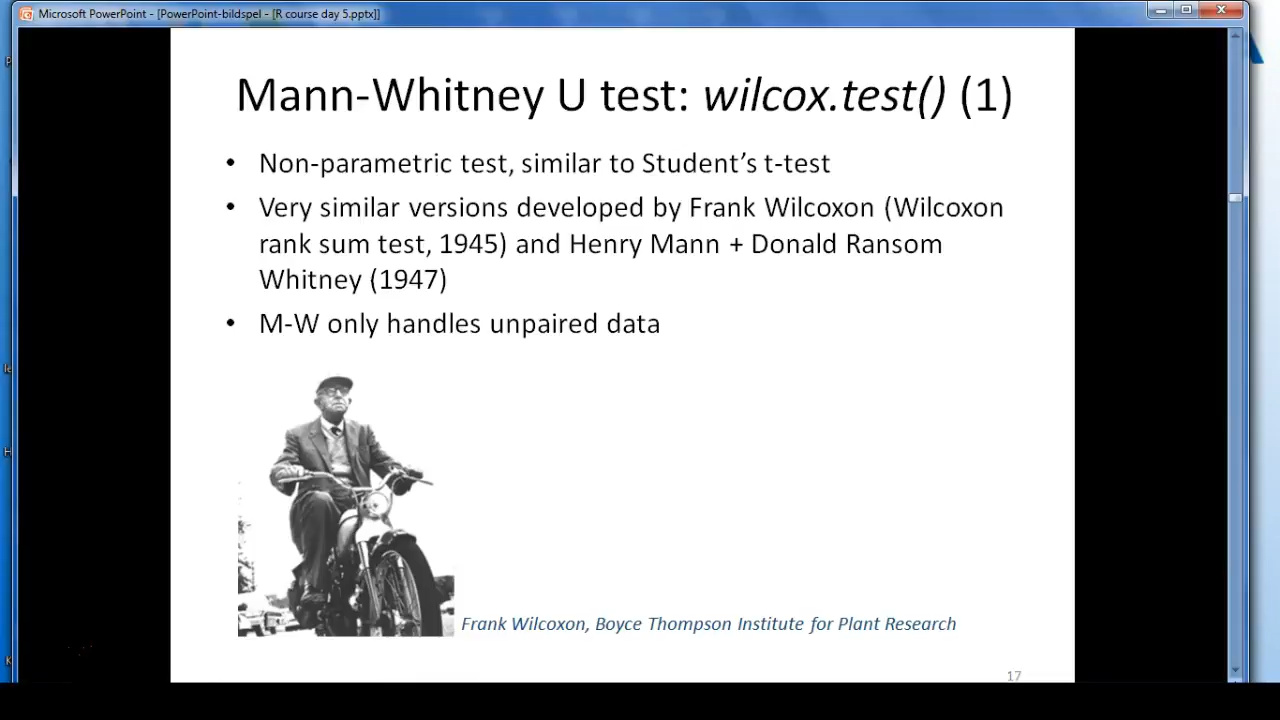 Microsoft PowerPoint - [PowerPoint-bildspel - [R course day 5.pptx]]
Mann-Whitney U test: wilcox.test() (1)
• Non-parametric test, similar to Student’s t-test
• Very similar versions developed by Frank Wilcoxon (Wilcoxon
rank sum test, 1945) and Henry Mann + Donald Ransom
Whitney (1947)
• M-W only handles unpaired data
Frank Wilcoxon, Boyce Thompson Institute for Plant Research
17